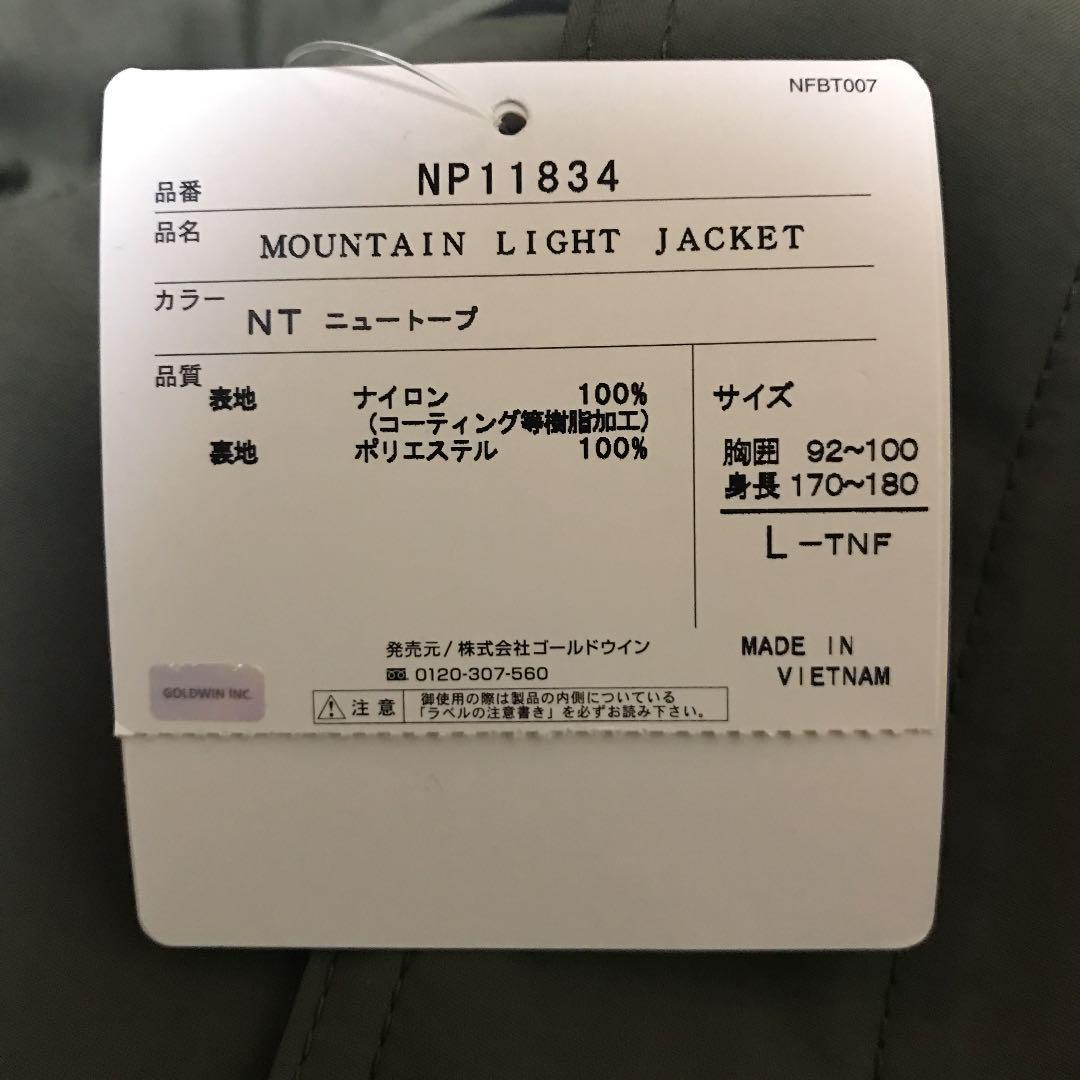 NFBT007
品番 NP11834
品名 MOUNTAIN LIGHT JACKET
カラー NT ニュートープ
品質
表地 ナイロン 100%
(コーティング等樹脂加工)
裏地 ポリエステル 100%
サイズ
胸囲 92~100
身長 170~180
L-TNF
発売元/株式会社ゴールドウイン
0120-307-560
MADE IN
VIETNAM
GOLDWIN INC.
注意 御使用の際は製品の内側についている
「ラベルの注意書き」を必ずお読み下さい。